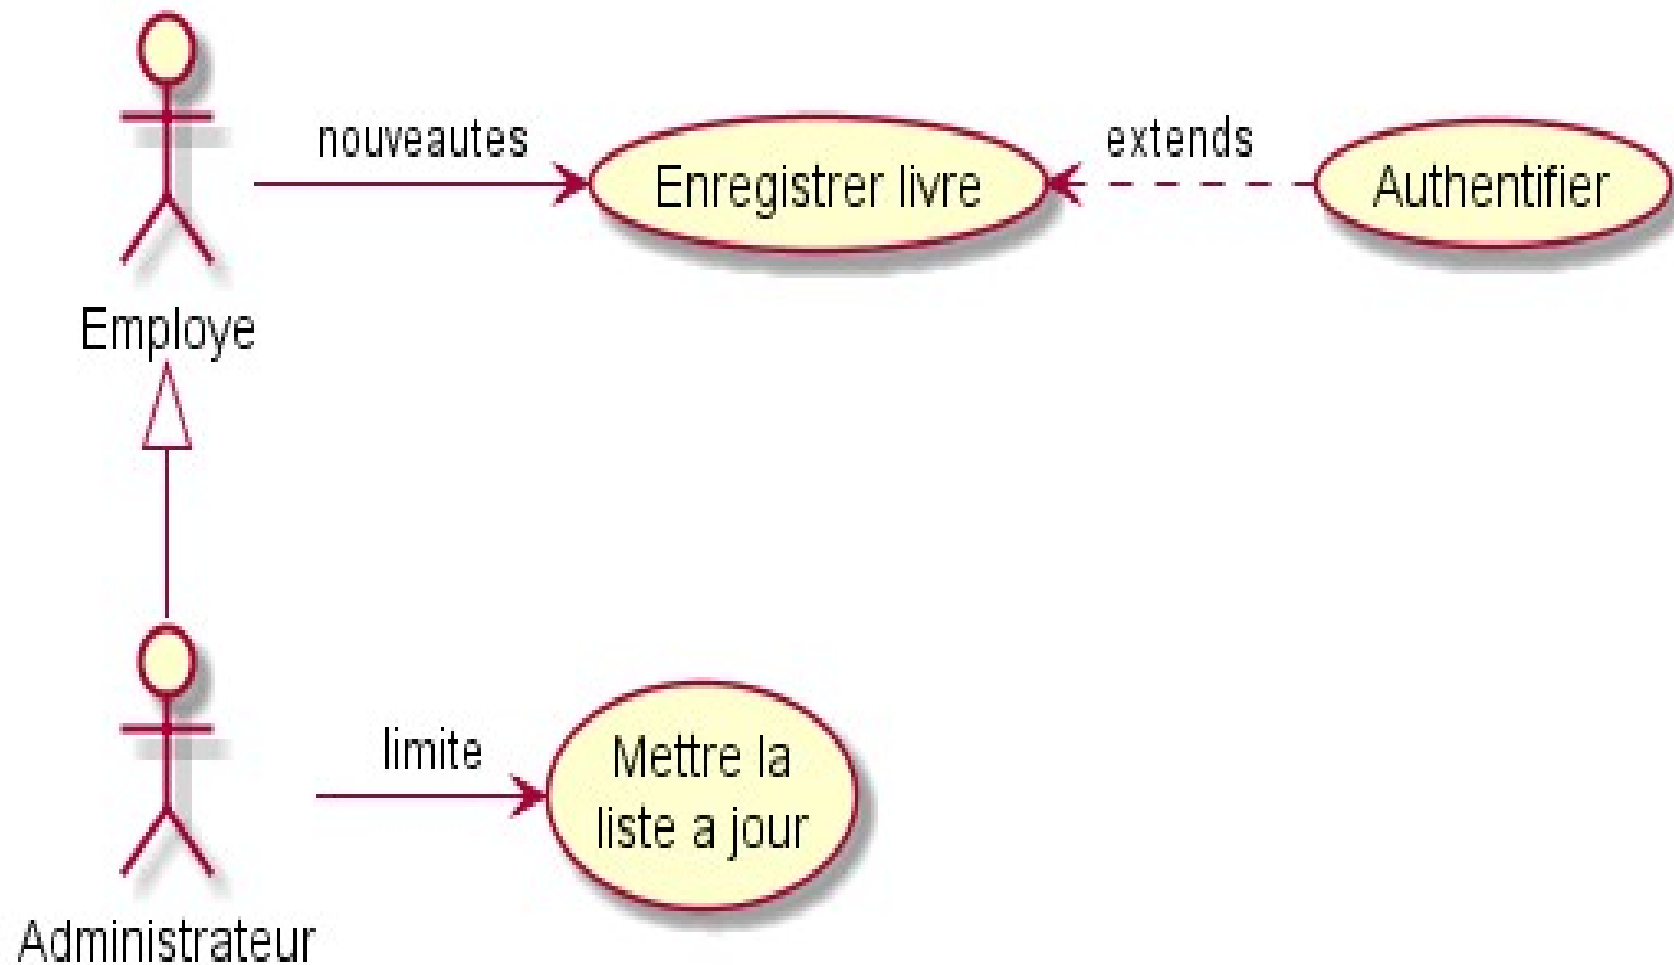 nouveautes
Enregistrer livre
extends
Authentifier
Employe
limite
Mettre la
liste a jour
Administrateur